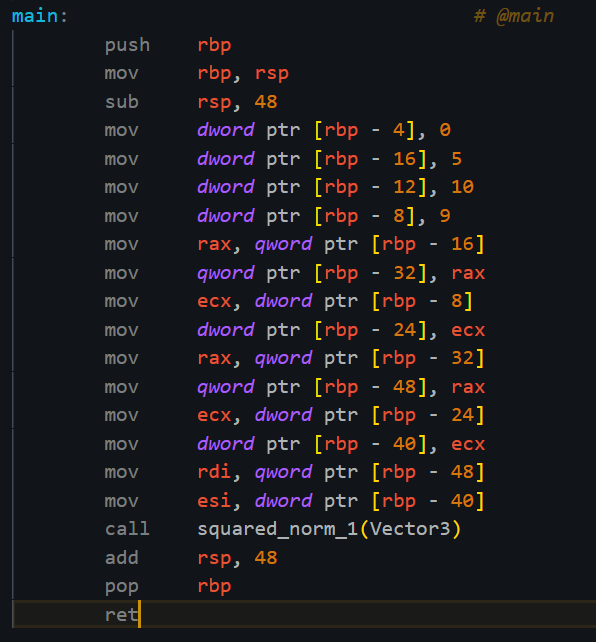 main:                                   # @main
        push    rbp
        mov     rbp, rsp
        sub     rsp, 48
        mov     dword ptr [rbp - 4], 0
        mov     dword ptr [rbp - 16], 5
        mov     dword ptr [rbp - 12], 10
        mov     dword ptr [rbp - 8], 9
        mov     rax, qword ptr [rbp - 16]
        mov     qword ptr [rbp - 32], rax
        mov     ecx, dword ptr [rbp - 8]
        mov     dword ptr [rbp - 24], ecx
        mov     rax, qword ptr [rbp - 32]
        mov     qword ptr [rbp - 48], rax
        mov     ecx, dword ptr [rbp - 24]
        mov     dword ptr [rbp - 40], ecx
        mov     rdi, qword ptr [rbp - 48]
        mov     esi, dword ptr [rbp - 40]
        call    squared_norm_1(Vector3)
        add     rsp, 48
        pop     rbp
        ret